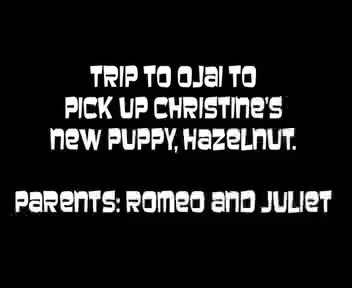 TRIP TO OJAI TO
PICK UP CHRISTINE'S
NEW PUPPY, HAZELNUT.
PARENTS: ROMEO AND JULIET